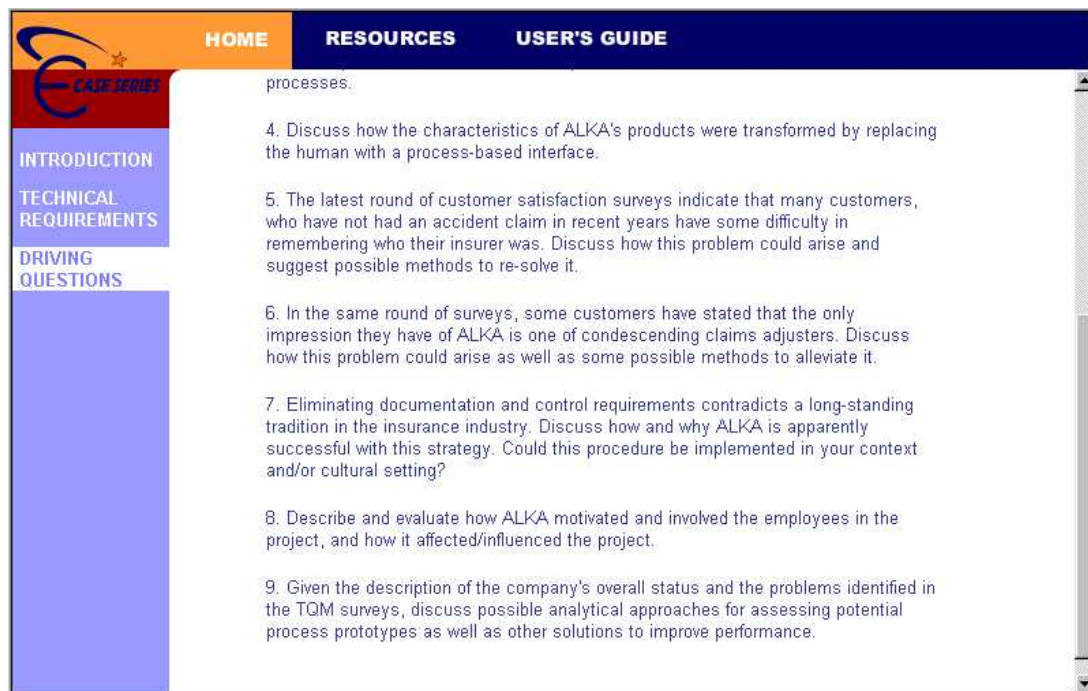 HOME RESOURCES USER'S GUIDE
CASE SERIES
INTRODUCTION
TECHNICAL
REQUIREMENTS
DRIVING
QUESTIONS
processes.
4. Discuss how the characteristics of ALKA's products were transformed by replacing
the human with a process-based interface.
5. The latest round of customer satisfaction surveys indicate that many customers,
who have not had an accident claim in recent years have some difficulty in
remembering who their insurer was. Discuss how this problem could arise and
suggest possible methods to re-solve it.
6. In the same round of surveys, some customers have stated that the only
impression they have of ALKA is one of condescending claims adjusters. Discuss
how this problem could arise as well as some possible methods to alleviate it.
7. Eliminating documentation and control requirements contradicts a long-standing
tradition in the insurance industry. Discuss how and why ALKA is apparently
successful with this strategy. Could this procedure be implemented in your context
and/or cultural setting?
8. Describe and evaluate how ALKA motivated and involved the employees in the
project, and how it affected/influenced the project.
9. Given the description of the company's overall status and the problems identified in
the TQM surveys, discuss possible analytical approaches for assessing potential
process prototypes as well as other solutions to improve performance.